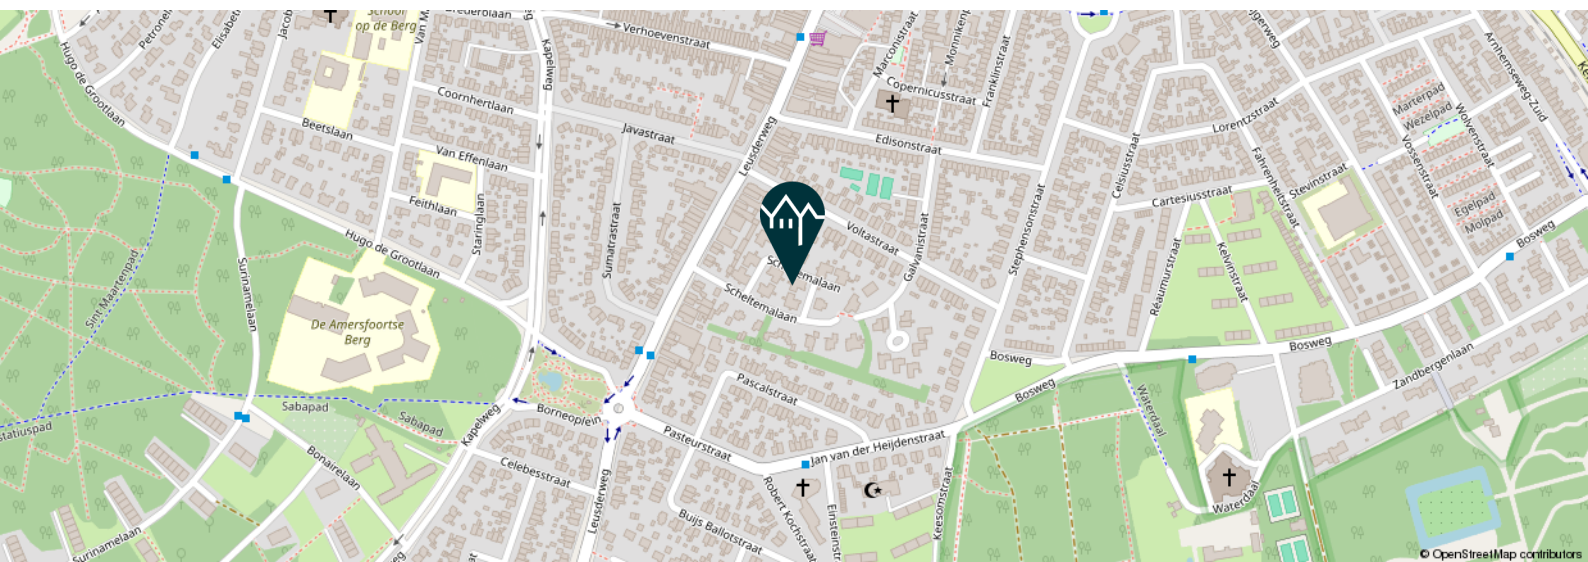 School
op de Berg
Verhoevenstraat
Kapelweg
Hugo de Grootlaan
Coornhertlaan
Beetslaan
Van Effenlaan
Feithlaan
Staringlaan
Javastraat
Leusderweg
Marconistraat
Copernicusstraat
Franklinstraat
Edisonstraat
Celsiusstraat
Lorentzstraat
Fahrenheitstraat
Stevinstraat
Cartesiusstraat
Marterpad
Wezelpad
Wolvenstraat
Vossenstraat
Egelpad
Molpad
Arnhemseweg-Zuid
Bosweg
Sint Maartenpad
Surinamelaan
Hugo de Grootlaan
Sumatrastraat
Voltastraat
Galvanistraat
Stephensonstraat
Réaumurstraat
Kelvinstraat
Scheltemalaan
De Amersfoortse
Berg
Bosweg
Bosweg
Bosweg
Zandbergenlaan
Pascalstraat
Sabapad
Sabapad
Kapelweg
Borneoplein
Pasteurstraat
Jan van der Heijdenstraat
Waterdaal
Waterdaal
Bonairelaan
Celebesstraat
Leusderweg
Robert Kochstraat
Keesomstraat
Buijs Ballotstraat
Surinamelaan
© OpenStreetMap contributors